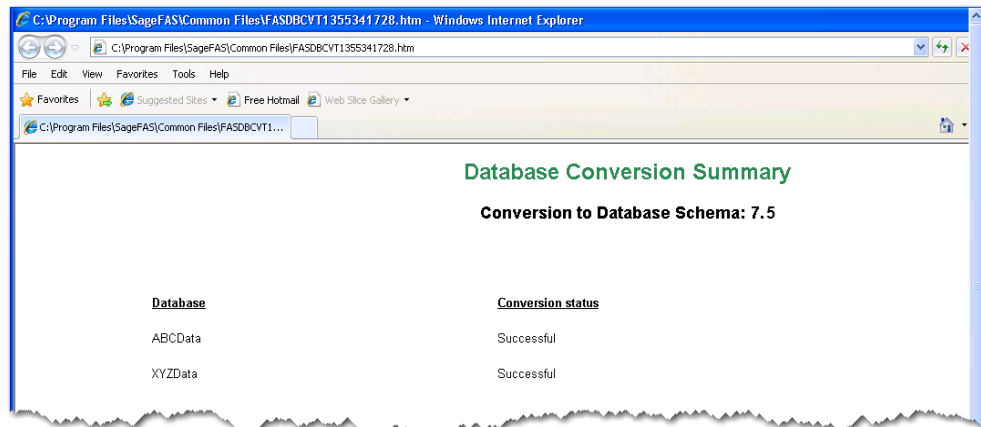 C:\Program Files\SageFAS\Common Files\FASDBCVT1355341728.htm - Windows Internet Explorer
C:\Program Files\SageFAS\Common Files\FASDBCVT1355341728.htm
File Edit View Favorites Tools Help
Favorites Suggested Sites Free Hotmail Web Slice Gallery
C:\Program Files\SageFAS\Common Files\FASDBCVT1...
Database Conversion Summary
Conversion to Database Schema: 7.5
Database Conversion status
ABCData Successful
XYZData Successful